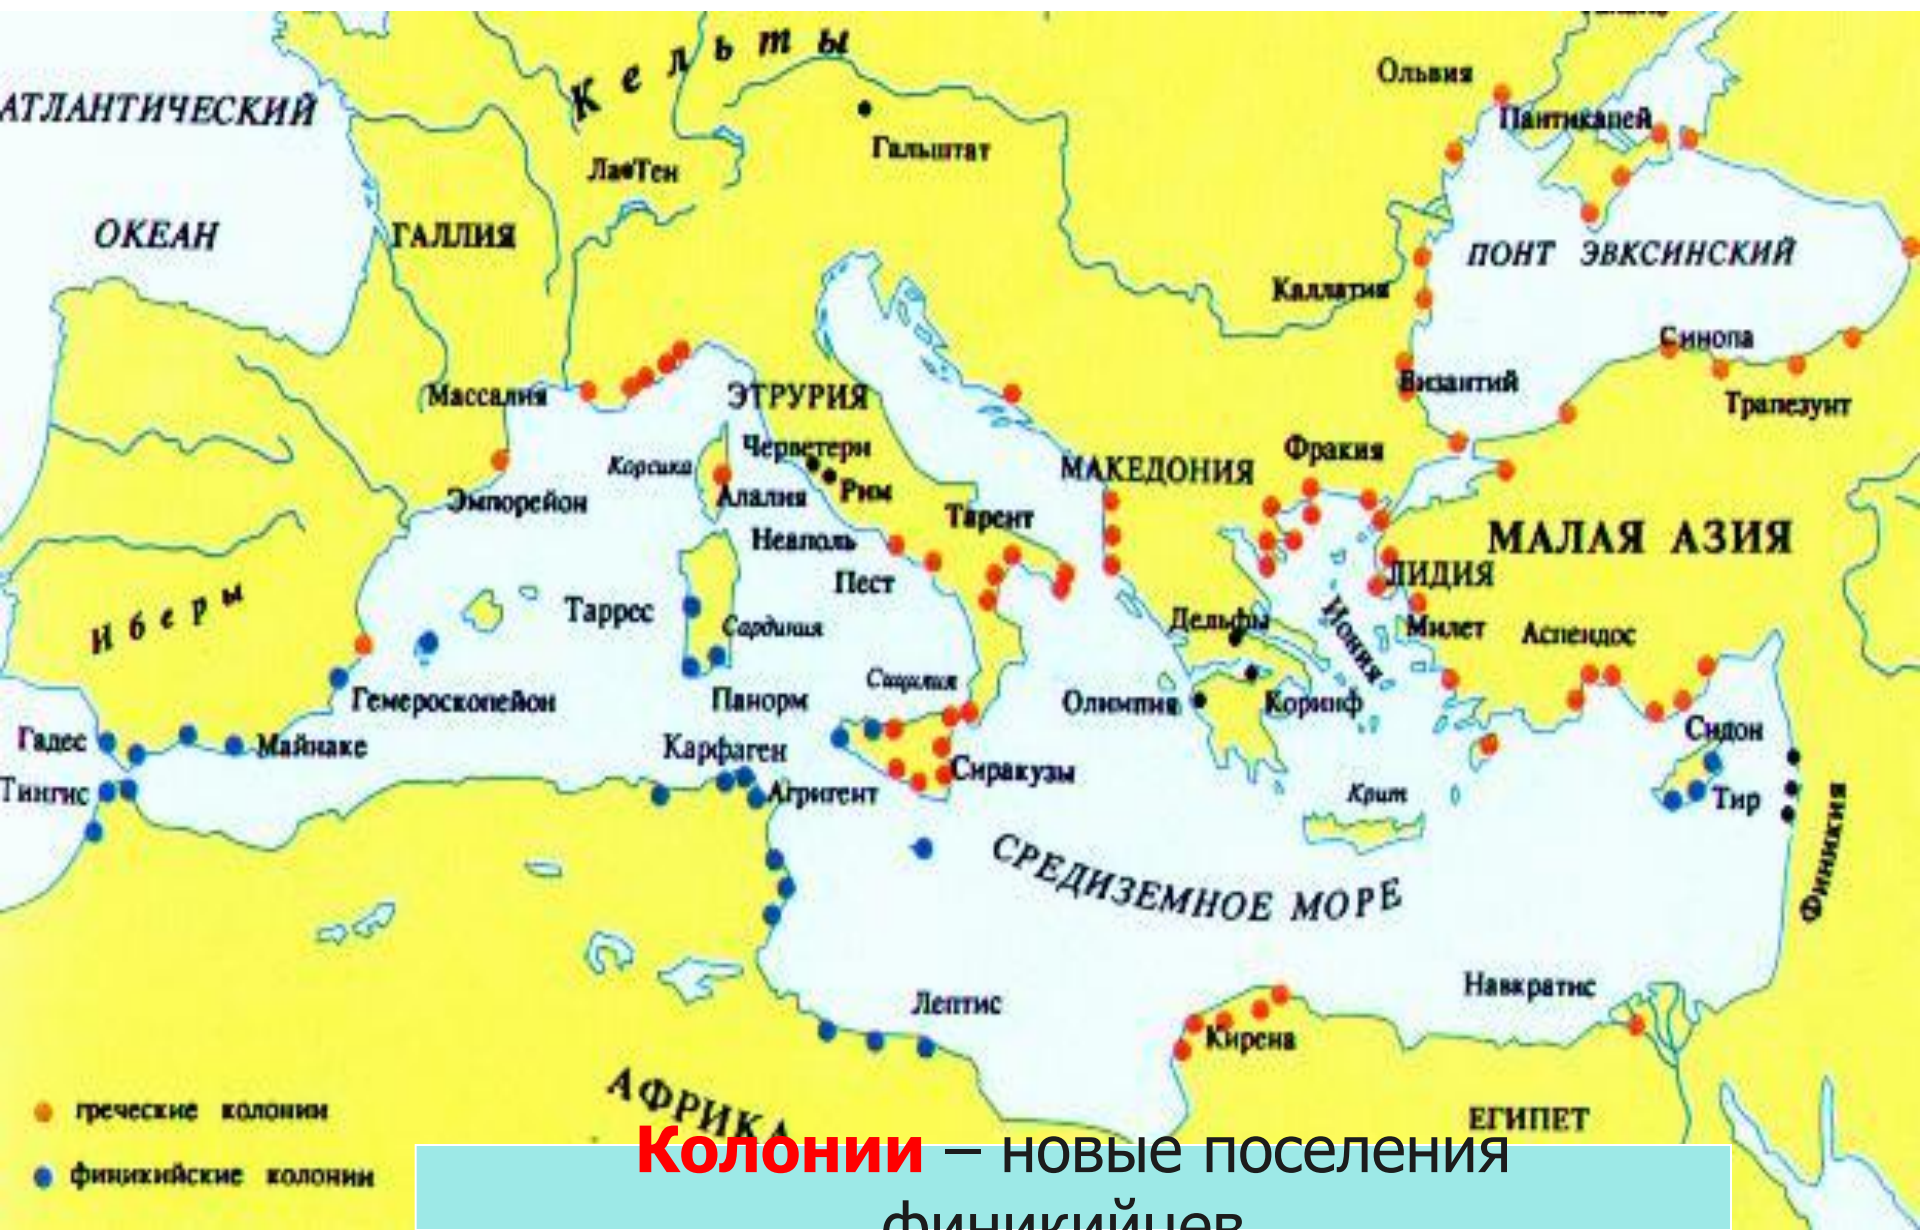 Кельты
Ольвия
АТЛАНТИЧЕСКИЙ
Пантикапей
Гальштат
Ла Тен
ОКЕАН
ГАЛЛИЯ
ПОНТ ЭВКСИНСКИЙ
Каллатия
Синопа
Массалия
ЭТРУРИЯ
Византий
Трапезунт
Черветери
Фракия
Корсика
МАКЕДОНИЯ
Рим
Алалия
Эмпорейон
Тарент
Неаполь
МАЛАЯ АЗИЯ
Пест
ЛИДИЯ
Иберы
Таррес
Сардиния
Дельфы
Иония
Милет
Аспендос
Сицилия
Гемероскопейон
Панорм
Олимпия
Коринф
Гадес
Майнаке
Карфаген
Сидон
Сиракузы
Тингис
Агригент
Крит
Тир
Финикия
СРЕДИЗЕМНОЕ МОРЕ
Навкратис
Лептис
Кирена
АФРИКА
греческие колонии
ЕГИПЕТ
финикийские колонии
Колонии – новые поселения
финикийцев